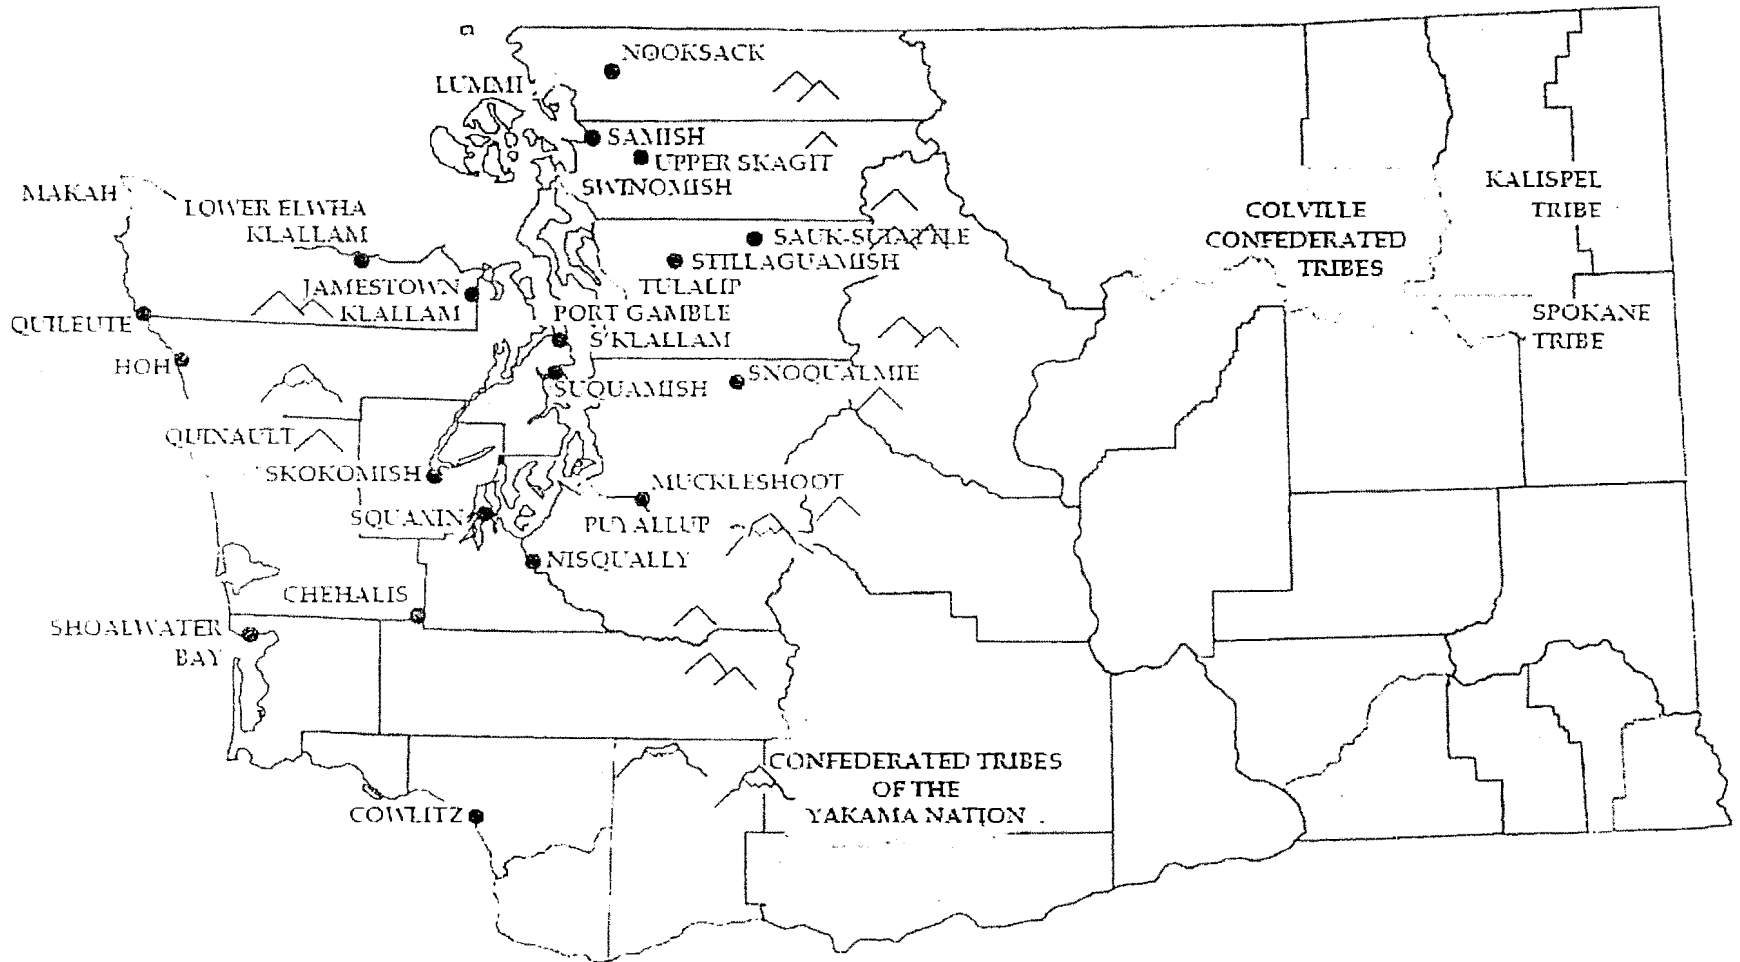 NOOKSACK
LUMMI
SAMISH
UPPER SKAGIT
SWINOMISH
MAKAH
LOWER ELWHA
KLALLAM
SAUK-SUIATTLE
STILLAGUAMISH
JAMESTOWN
KLALLAM
TULALIP
PORT GAMBLE
S'KLALLAM
QUILEUTE
HOH
SUQUAMISH
SNOQUALMIE
QUINAULT
SKOKOMISH
SQUAXIN
MUCKLESHOOT
PUYALLUP
NISQUALLY
CHEHALIS
SHOALWATER
BAY
COWLITZ
CONFEDERATED TRIBES
OF THE
YAKAMA NATION
COLVILLE
CONFEDERATED
TRIBES
KALISPEL
TRIBE
SPOKANE
TRIBE